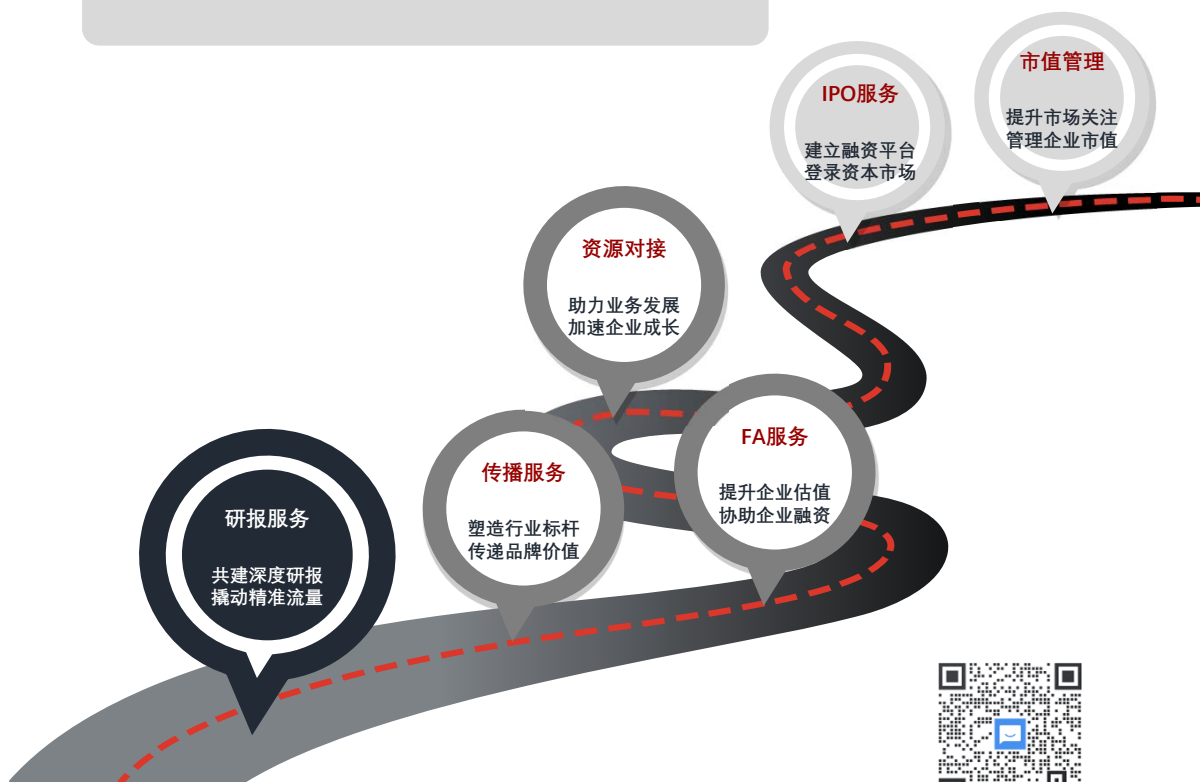 市值管理
提升市场关注
管理企业市值
IPO服务
建立融资平台
登录资本市场
资源对接
助力业务发展
加速企业成长
FA服务
提升企业估值
协助企业融资
传播服务
塑造行业标杆
传递品牌价值
研报服务
共建深度研报
撬动精准流量